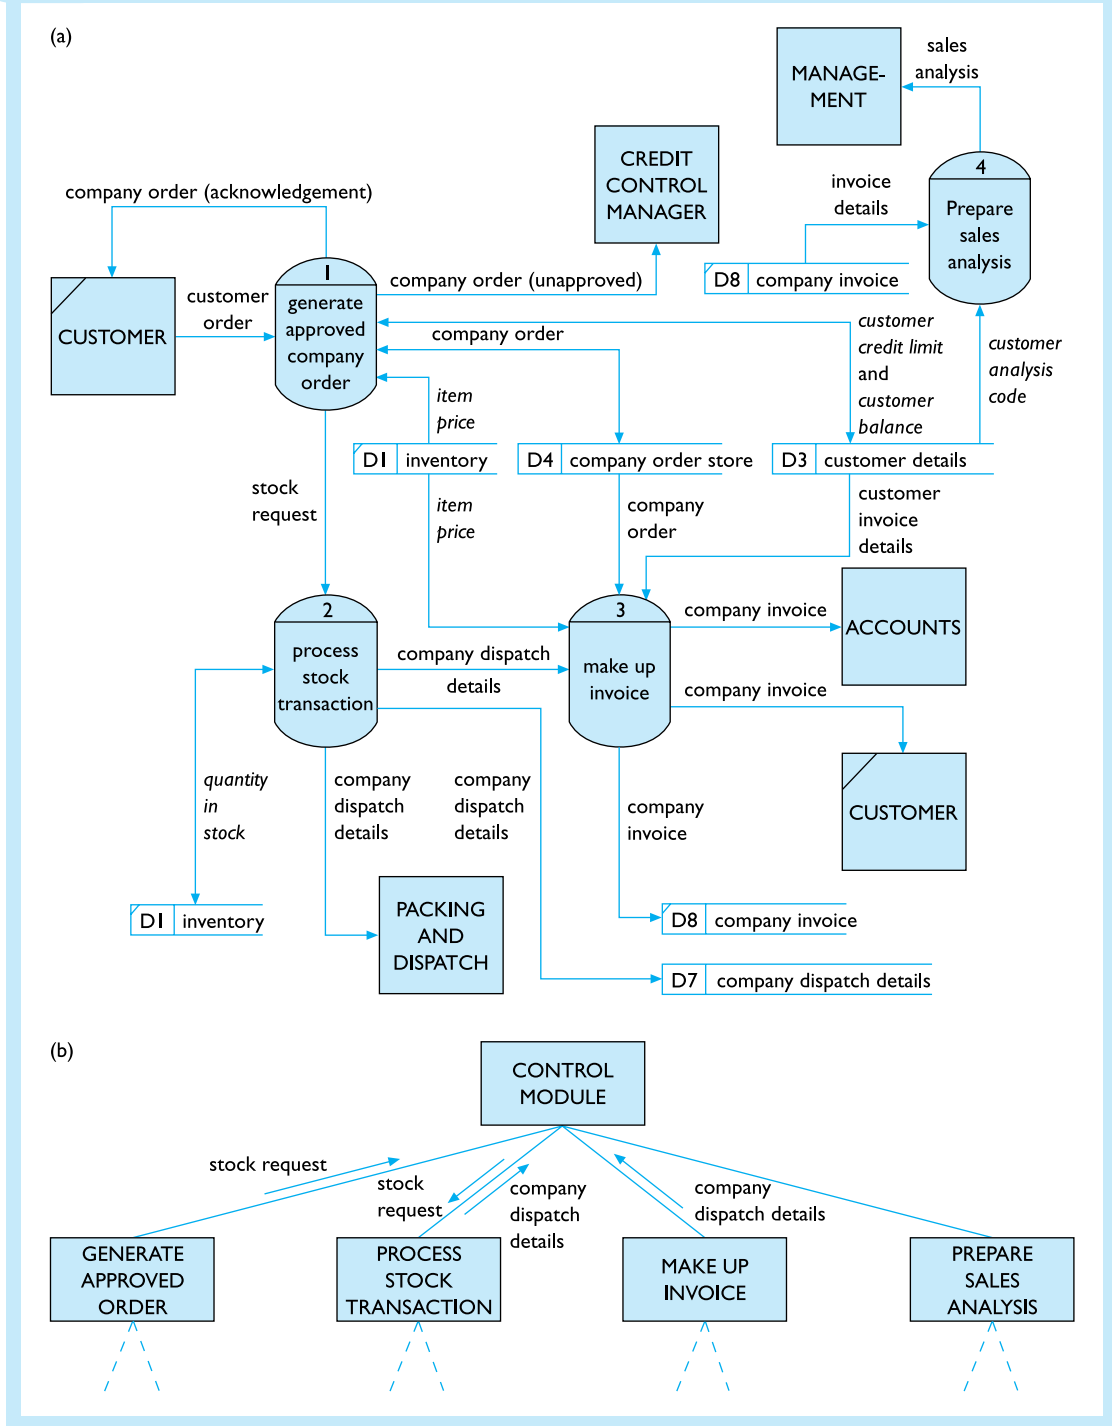 (a)
MANAGE-
MENT
sales
analysis
CREDIT
CONTROL
MANAGER
4
Prepare
sales
analysis
invoice
details
company order (acknowledgement)
D8 company invoice
1
generate
approved
company
order
company order (unapproved)
CUSTOMER
customer
order
company order
customer
credit limit
and
customer
balance
customer
analysis
code
item
price
D1 inventory
D4 company order store
D3 customer details
stock
request
item
price
company
order
customer
invoice
details
2
process
stock
transaction
3
make up
invoice
company invoice
ACCOUNTS
company dispatch
details
company invoice
quantity
in
stock
company
dispatch
details
company
dispatch
details
company
invoice
CUSTOMER
D1 inventory
PACKING
AND
DISPATCH
D8 company invoice
D7 company dispatch details
(b)
CONTROL
MODULE
stock request
stock
request
company
dispatch
details
company
dispatch details
GENERATE
APPROVED
ORDER
PROCESS
STOCK
TRANSACTION
MAKE UP
INVOICE
PREPARE
SALES
ANALYSIS